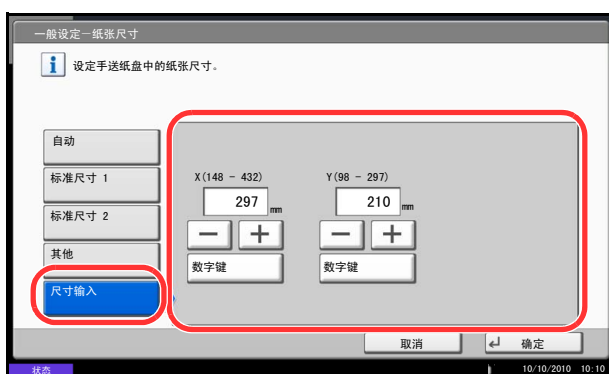 一般设定－纸张尺寸
设定手送纸盘中的纸张尺寸。
自动
标准尺寸 1
标准尺寸 2
其他
尺寸输入
X(148 - 432)
297 mm
数字键
Y(98 - 297)
210 mm
数字键
取消
确定
状态
10/10/2010 10:10